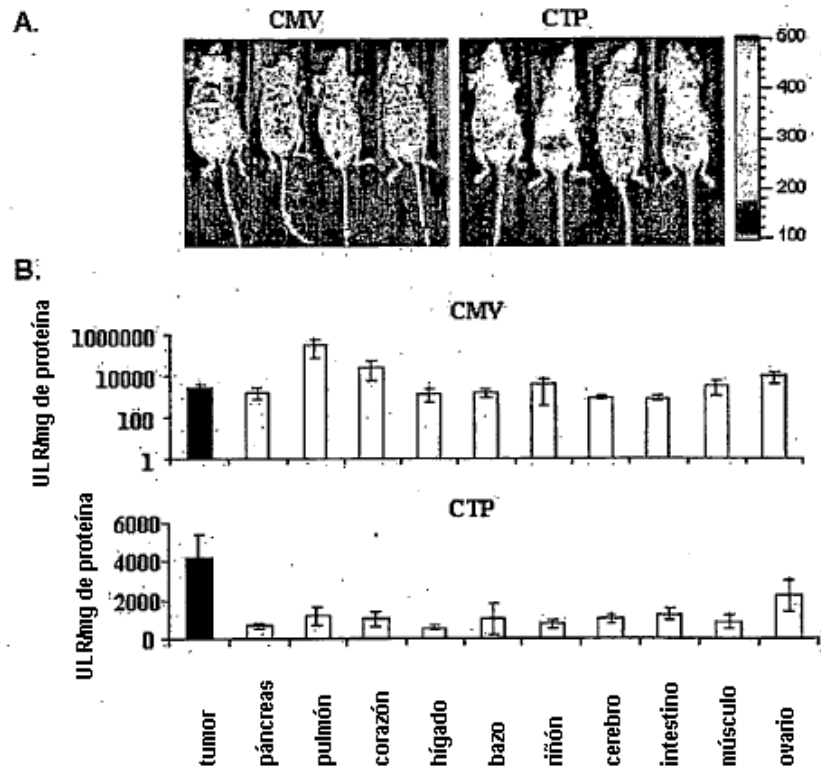 A.
CMV
CTP
500
400
300
200
100
B.
CMV
ULR/mg de proteína
1000000
10000
100
1
CTP
ULR/mg de proteína
6000
4000
2000
0
tumor
páncreas
pulmón
corazón
hígado
bazo
riñón
cerebro
intestino
músculo
ovario